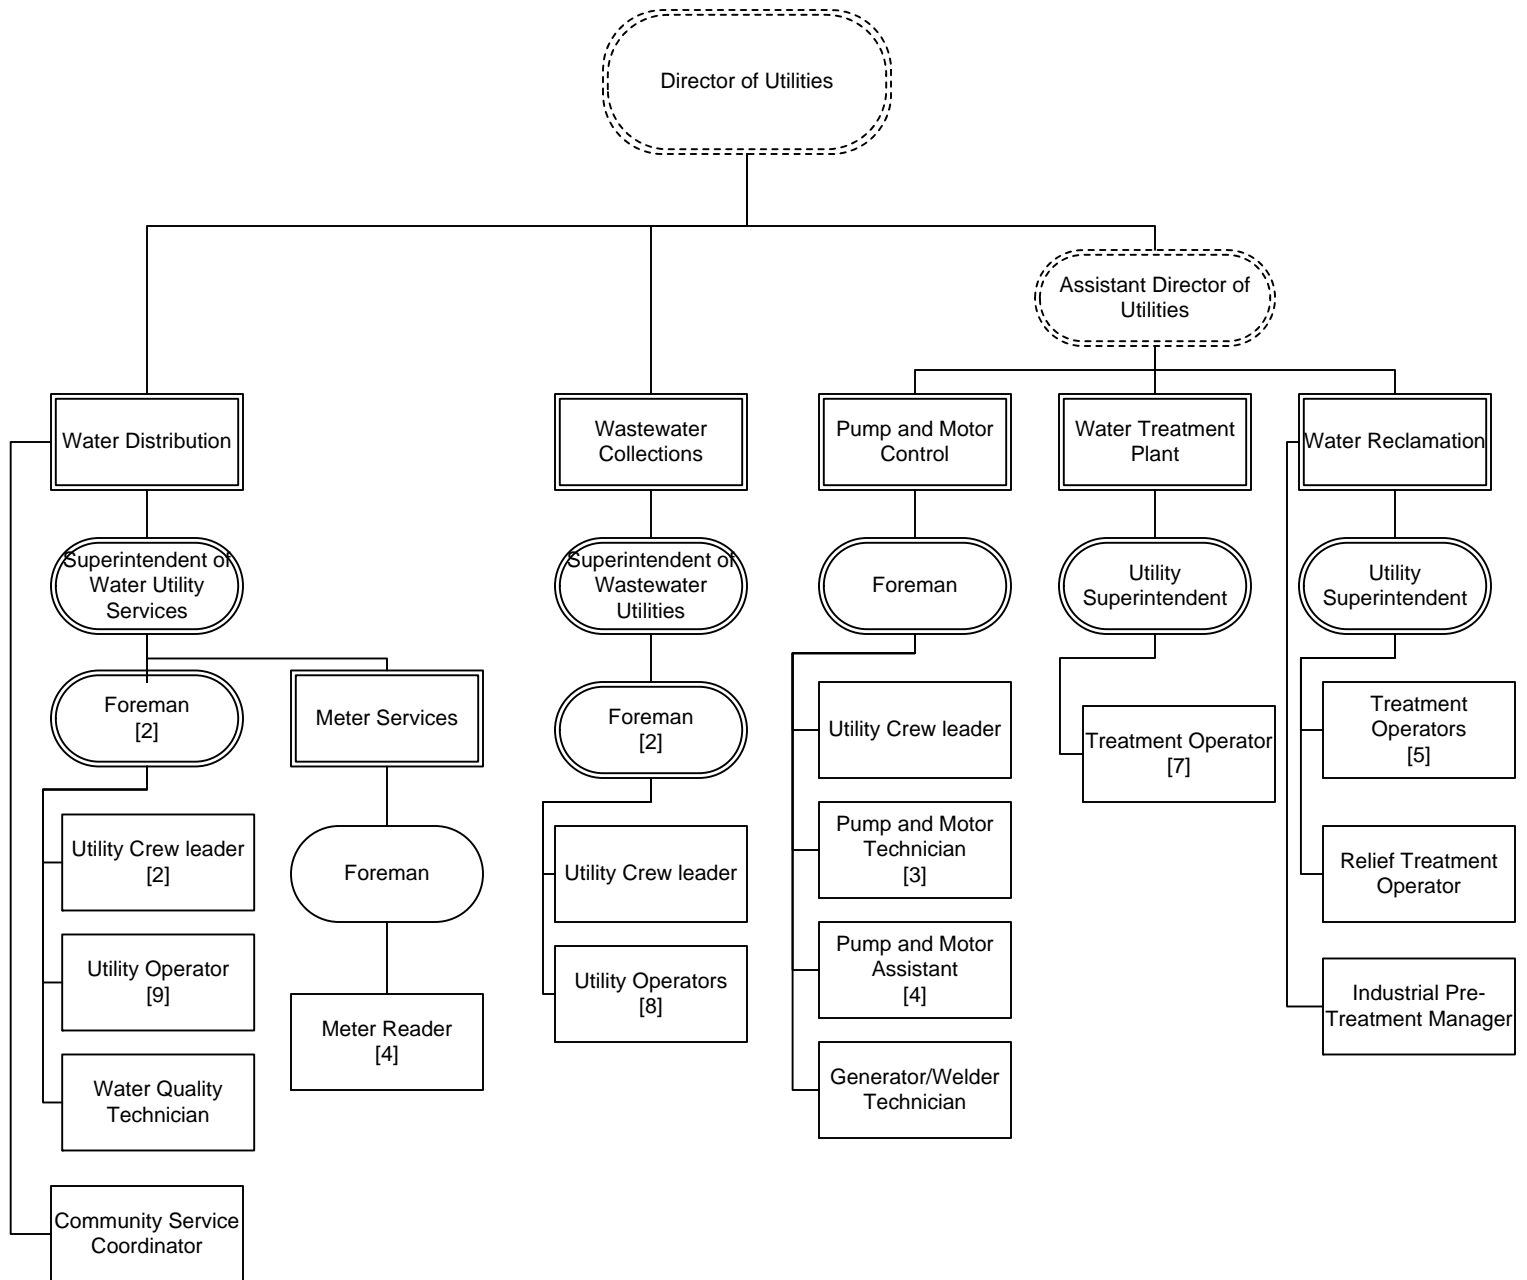 Director of Utilities
Assistant Director of
Utilities
Water Distribution
Wastewater
Collections
Pump and Motor
Control
Water Treatment
Plant
Water Reclamation
Superintendent of
Water Utility
Services
Superintendent of
Wastewater
Utilities
Foreman
Utility
Superintendent
Utility
Superintendent
Foreman
[2]
Meter Services
Foreman
[2]
Utility Crew leader
Treatment Operator
[7]
Treatment
Operators
[5]
Utility Crew leader
[2]
Foreman
Utility Crew leader
Pump and Motor
Technician
[3]
Relief Treatment
Operator
Utility Operator
[9]
Meter Reader
[4]
Utility Operators
[8]
Pump and Motor
Assistant
[4]
Industrial Pre-
Treatment Manager
Water Quality
Technician
Generator/Welder
Technician
Community Service
Coordinator